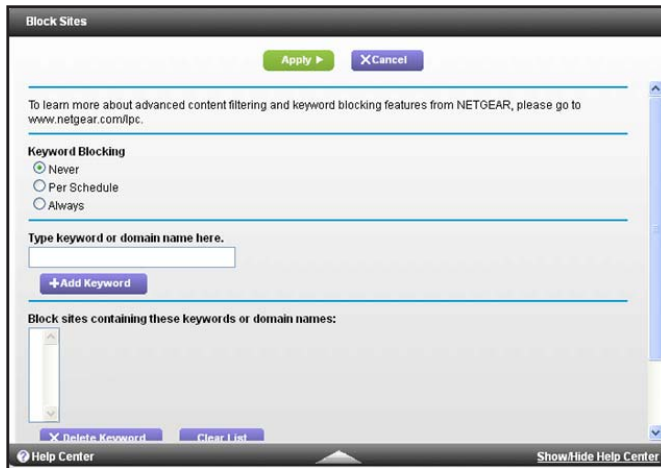 Block Sites
Apply
Cancel
To learn more about advanced content filtering and keyword blocking features from NETGEAR, please go to
www.netgear.com/lpc.
Keyword Blocking
Never
Per Schedule
Always
Type keyword or domain name here.
+Add Keyword
Block sites containing these keywords or domain names:
Delete Keyword Clear List
Help Center Show/Hide Help Center